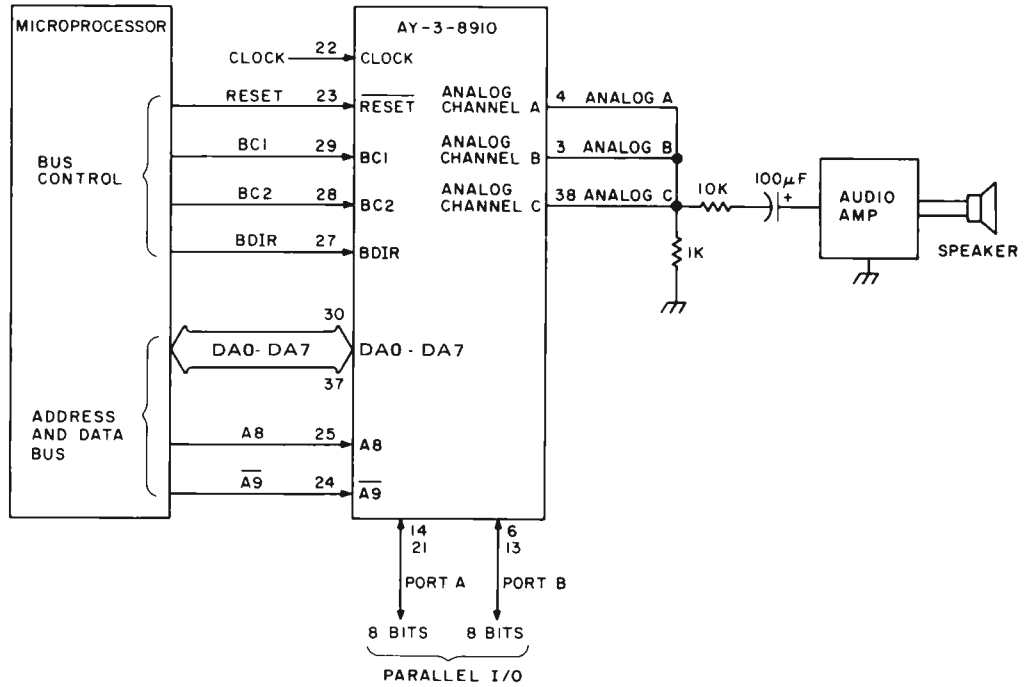 MICROPROCESSOR
AY-3-8910
CLOCK 22 CLOCK
RESET 23 R̅E̅S̅E̅T̅
BC1 29 BC1
BC2 28 BC2
BDIR 27 BDIR
BUS
CONTROL
30
DA0-DA7 DA0-DA7
37
ADDRESS
AND DATA
BUS
A8 25 A8
A̅9̅ 24 A̅9̅
ANALOG
CHANNEL A
4 ANALOG A
ANALOG
CHANNEL B
3 ANALOG B
ANALOG
CHANNEL C
38 ANALOG C
10K
100µF
+
1K
AUDIO
AMP
SPEAKER
14
21
PORT A
6
13
PORT B
8 BITS 8 BITS
PARALLEL I/O